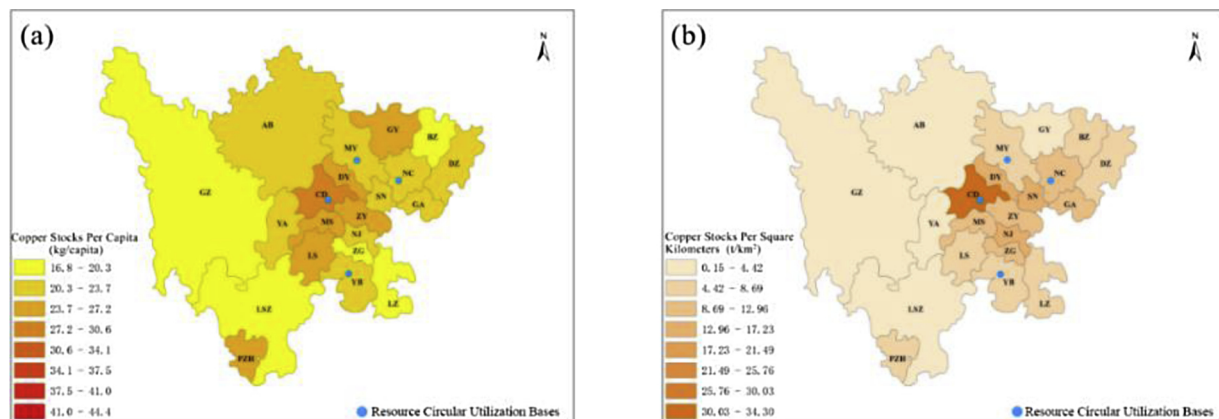 (a)
N
AB
GY
BZ
MY
DZ
DY
NC
GZ
CD
SN
GA
YA
MS
ZY
NJ
ZG
LS
YB
LZ
LSZ
PZH
Copper Stocks Per Capita
(kg/capita)
16.8 - 20.3
20.3 - 23.7
23.7 - 27.2
27.2 - 30.6
30.6 - 34.1
34.1 - 37.5
37.5 - 41.0
41.0 - 44.4
Resource Circular Utilization Bases
(b)
N
AB
GY
BZ
MY
DZ
DY
NC
GZ
CD
SN
GA
YA
MS
ZY
NJ
ZG
LS
YB
LZ
LSZ
PZH
Copper Stocks Per Square
Kilometers (t/km²)
0.15 - 4.42
4.42 - 8.69
8.69 - 12.96
12.96 - 17.23
17.23 - 21.49
21.49 - 25.76
25.76 - 30.03
30.03 - 34.30
Resource Circular Utilization Bases